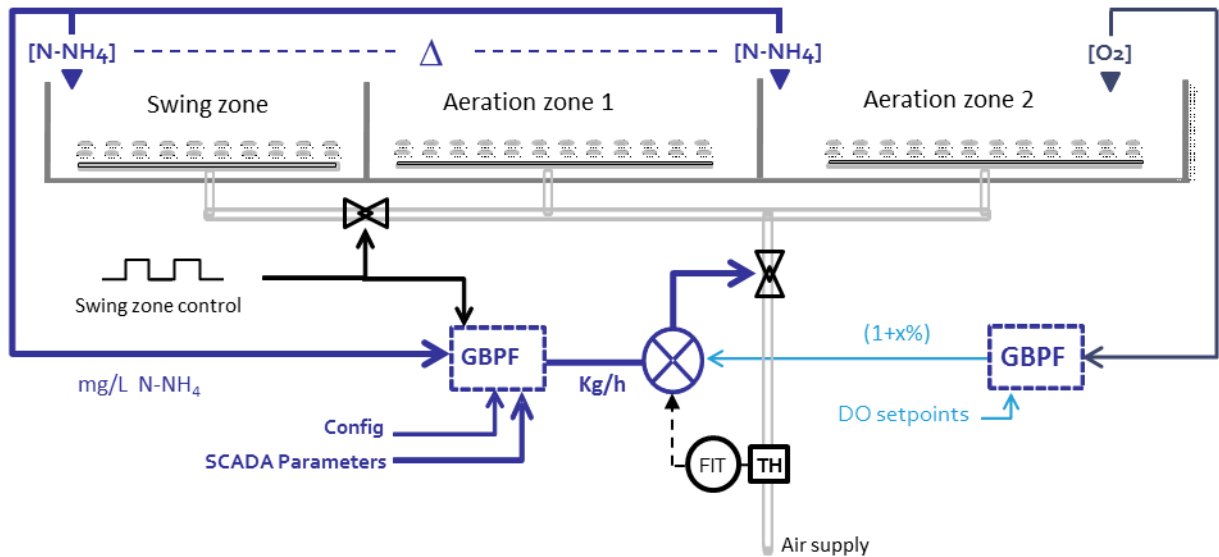 [N-NH4]
Δ
[N-NH4]
[O2]
Swing zone
Aeration zone 1
Aeration zone 2
Swing zone control
GBPF
Kg/h
(1+x%)
GBPF
mg/L N-NH₄
DO setpoints
Config
SCADA Parameters
FIT
TH
Air supply